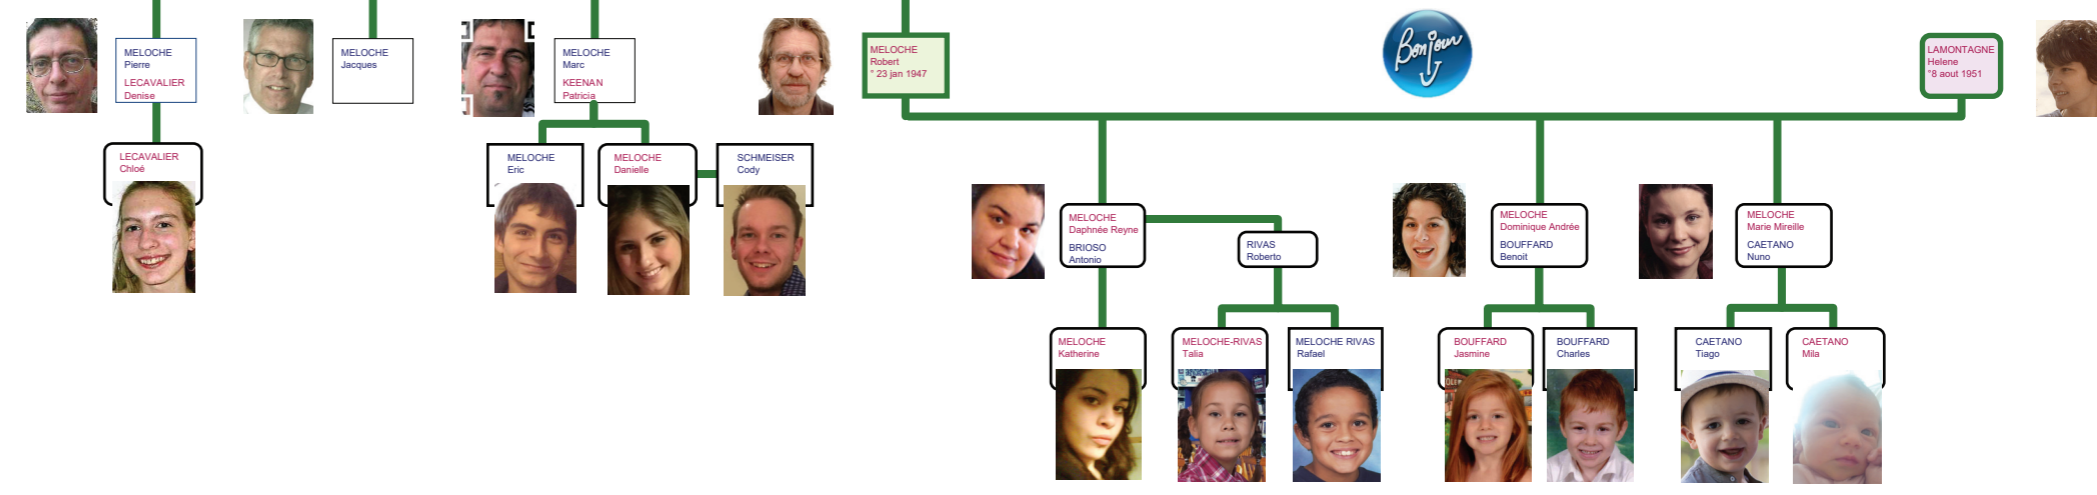 MELOCHE
Pierre
LECAVALIER
Denise
MELOCHE
Jacques
MELOCHE
Marc
KEENAN
Patricia
MELOCHE
Robert
° 23 jan 1947
Bonjour
LAMONTAGNE
Helene
°8 aout 1951
LECAVALIER
Chloé
MELOCHE
Eric
MELOCHE
Danielle
SCHMEISER
Cody
MELOCHE
Daphnée Reyne
BRIOSO
Antonio
RIVAS
Roberto
MELOCHE
Dominique Andrée
BOUFFARD
Benoit
MELOCHE
Marie Mireille
CAETANO
Nuno
MELOCHE
Katherine
MELOCHE-RIVAS
Talia
MELOCHE RIVAS
Rafael
BOUFFARD
Jasmine
BOUFFARD
Charles
CAETANO
Tiago
CAETANO
Mila